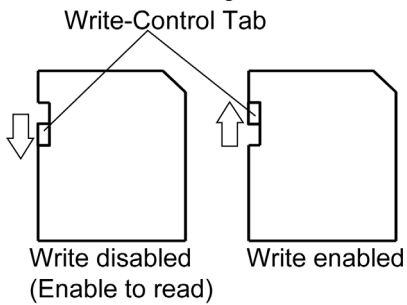 Write-Control Tab
Write disabled
(Enable to read)
Write enabled